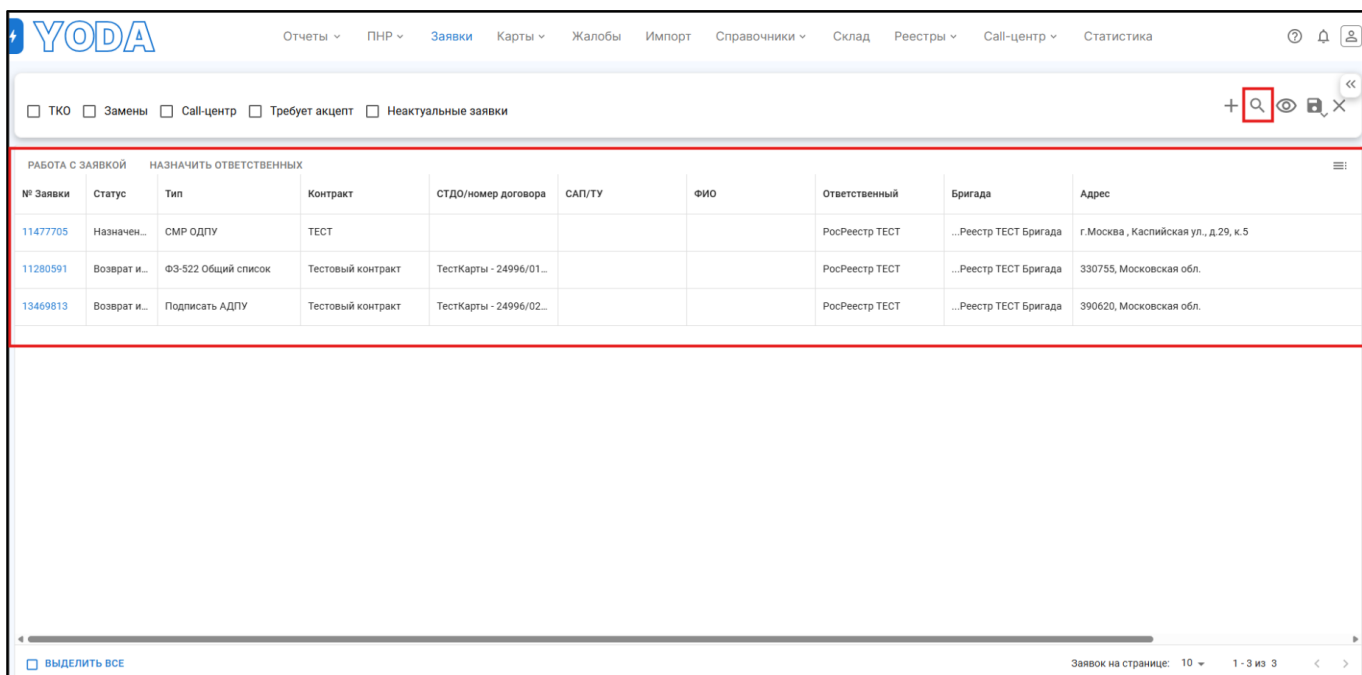 YODA Отчеты ПНР Заявки Карты Жалобы Импорт Справочники Склад Реестры Call-центр Статистика
ТКО Замены Call-центр Требует акцепт Неактуальные заявки
РАБОТА С ЗАЯВКОЙ НАЗНАЧИТЬ ОТВЕТСТВЕННЫХ
№ Заявки Статус Тип Контракт СТДО/номер договора САП/ТУ ФИО Ответственный Бригада Адрес
11477705 Назначен... СМР ОДПУ ТЕСТ РосРеестр ТЕСТ ...Реестр ТЕСТ Бригада г.Москва , Каспийская ул., д.29, к.5
11280591 Возврат и... ФЗ-522 Общий список Тестовый контракт ТестКарты - 24996/01... РосРеестр ТЕСТ ...Реестр ТЕСТ Бригада 330755, Московская обл.
13469813 Возврат и... Подписать АДПУ Тестовый контракт ТестКарты - 24996/02... РосРеестр ТЕСТ ...Реестр ТЕСТ Бригада 390620, Московская обл.
ВЫДЕЛИТЬ ВСЕ Заявок на странице: 10 1 - 3 из 3